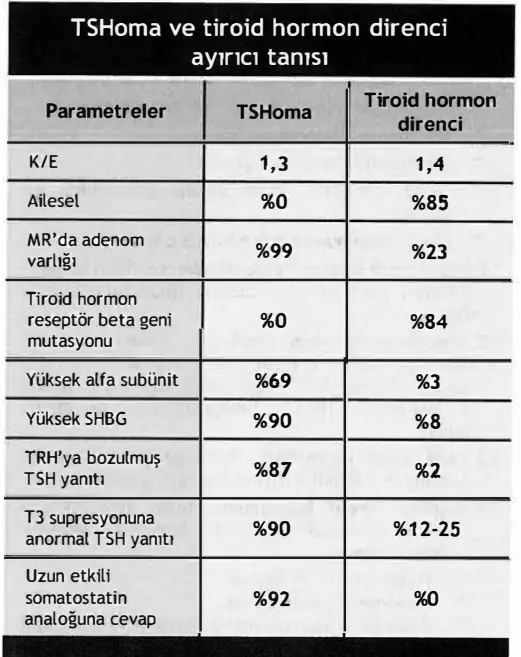 TSHoma ve tiroid hormon direnci
ayırıcı tanısı
Parametreler TSHoma Tiroid hormon
direnci
K/E 1,3 1,4
Ailesel %0 %85
MR'da adenom
varlığı %99 %23
Tiroid hormon
reseptör beta geni %0 %84
mutasyonu
Yüksek alfa subünit %69 %3
Yüksek SHBG %90 %8
TRH'ya bozulmuş
TSH yanıtı %87 %2
T3 supresyonuna
anormal TSH yanıtı %90 %12-25
Uzun etkili
somatostatin %92 %0
analoğuna cevap